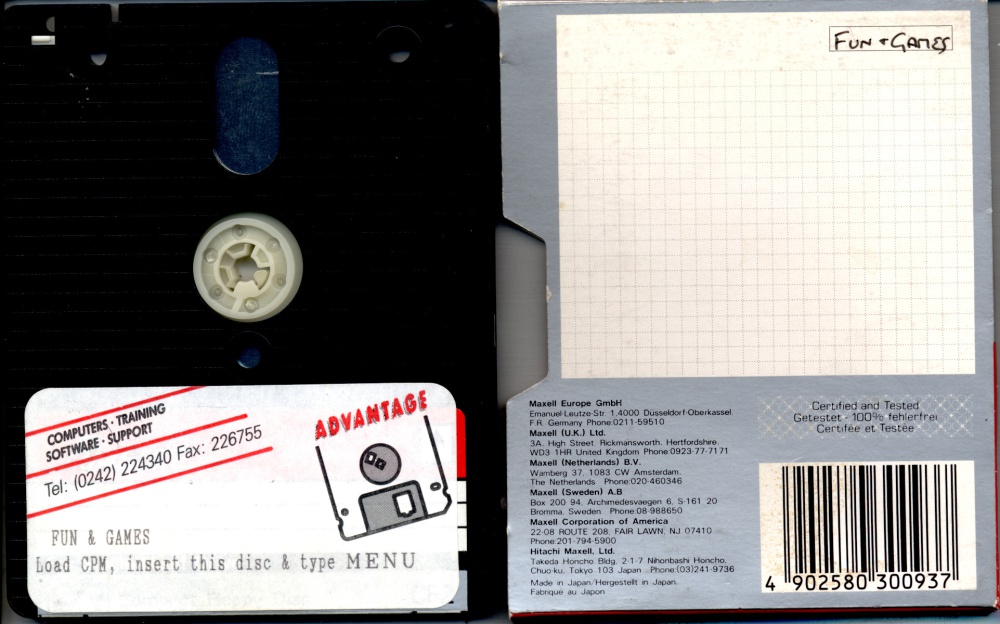 COMPUTERS · TRAINING
SOFTWARE · SUPPORT
Tel: (0242) 224340 Fax: 226755
ADVANTAGE
FUN & GAMES
Load CPM, insert this disc & type MENU
FUN & GAMES
Maxell Europe GmbH
Emanuel-Leutze-Str. 1,4000 Düsseldorf-Oberkassel.
F.R. Germany Phone:0211-59510
Maxell (U.K.) Ltd.
3A, High Street, Rickmansworth, Hertfordshire,
WD3 1HR United Kingdom Phone:0923-77-7171
Maxell (Netherlands) B.V.
Wamberg 37, 1083 CW Amsterdam.
The Netherlands Phone:020-460346
Maxell (Sweden) A.B
Box 200 94, Archimedesvaegen 6, S-161 20
Bromma, Sweden Phone:08-988650
Maxell Corporation of America
22-08 ROUTE 208, FAIR LAWN, NJ 07410
Phone:201-794-5900
Hitachi Maxell, Ltd.
Takeda Honcho Bldg. 2-1-7 Nihonbashi Honcho,
Chuo-ku, Tokyo 103 Japan Phone:(03)241-9736
Made in Japan/Hergestellt in Japan.
Fabriqué au Japon
Certified and Tested
Getestet - 100% fehlerfrei
Certifée et Testée
4 902580 300937